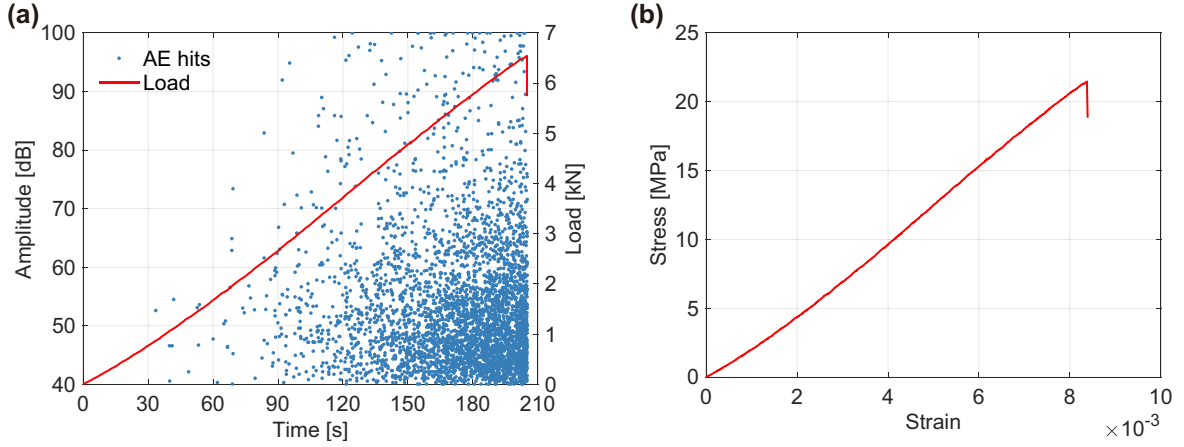 (a)
100
90
80
70
60
50
40
Amplitude [dB]
AE hits
Load
7
6
5
4
3
2
1
0
Load [kN]
0 30 60 90 120 150 180 210
Time [s]
(b)
25
20
15
10
5
0
Stress [MPa]
0 2 4 6 8 10
Strain
×10⁻³